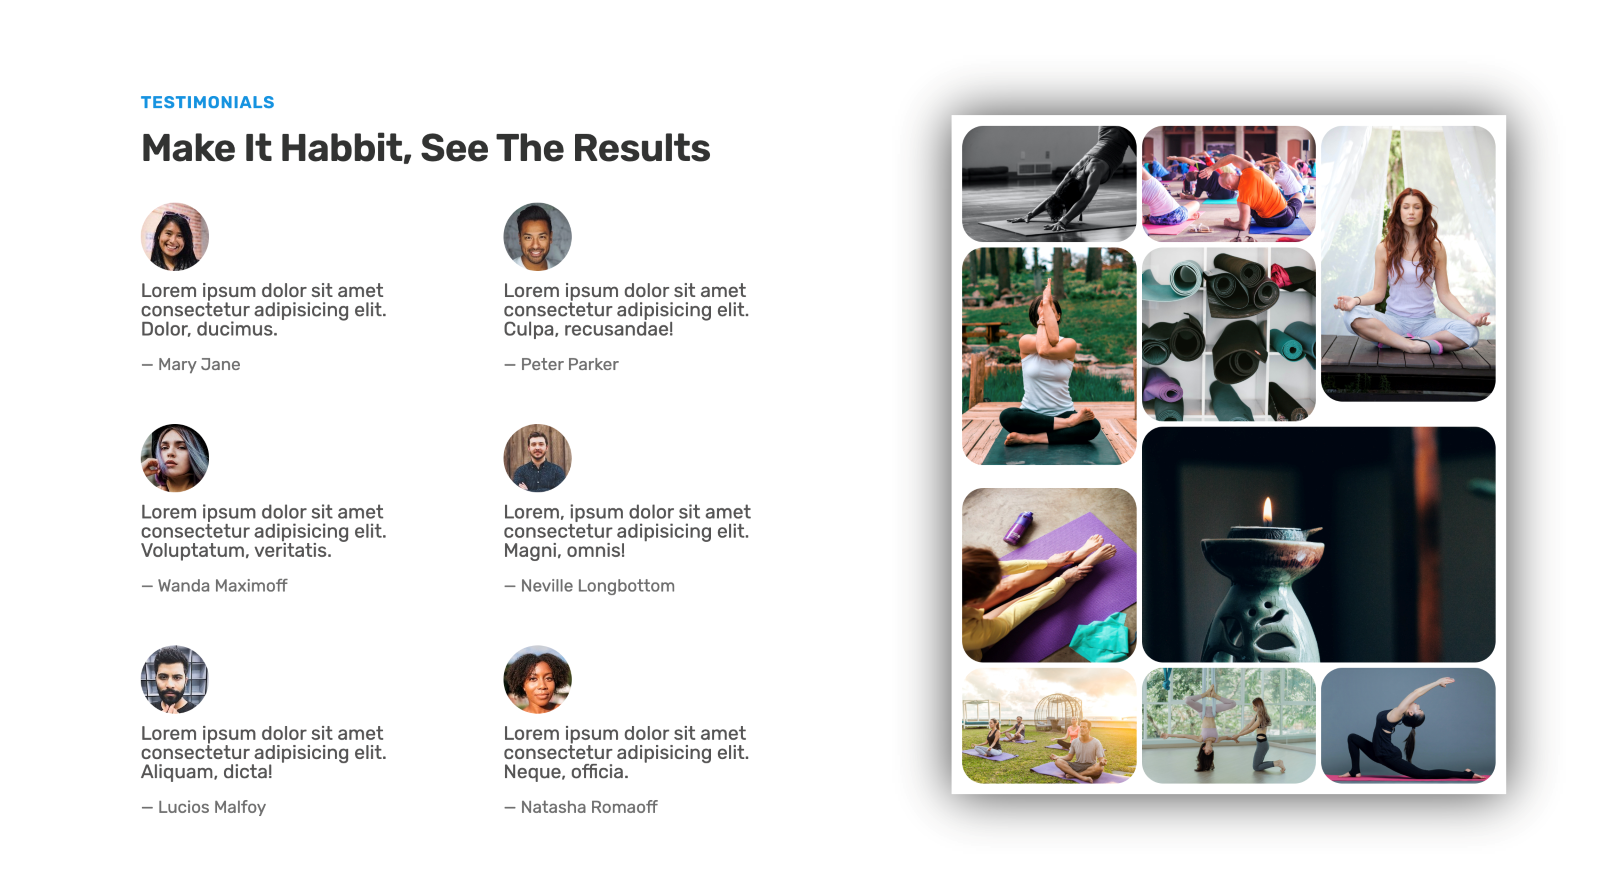 TESTIMONIALS
Make It Habbit, See The Results
Lorem ipsum dolor sit amet
consectetur adipisicing elit.
Dolor, ducimus.
— Mary Jane
Lorem ipsum dolor sit amet
consectetur adipisicing elit.
Culpa, recusandae!
— Peter Parker
Lorem ipsum dolor sit amet
consectetur adipisicing elit.
Voluptatum, veritatis.
— Wanda Maximoff
Lorem, ipsum dolor sit amet
consectetur adipisicing elit.
Magni, omnis!
— Neville Longbottom
Lorem ipsum dolor sit amet
consectetur adipisicing elit.
Aliquam, dicta!
— Lucios Malfoy
Lorem ipsum dolor sit amet
consectetur adipisicing elit.
Neque, officia.
— Natasha Romaoff